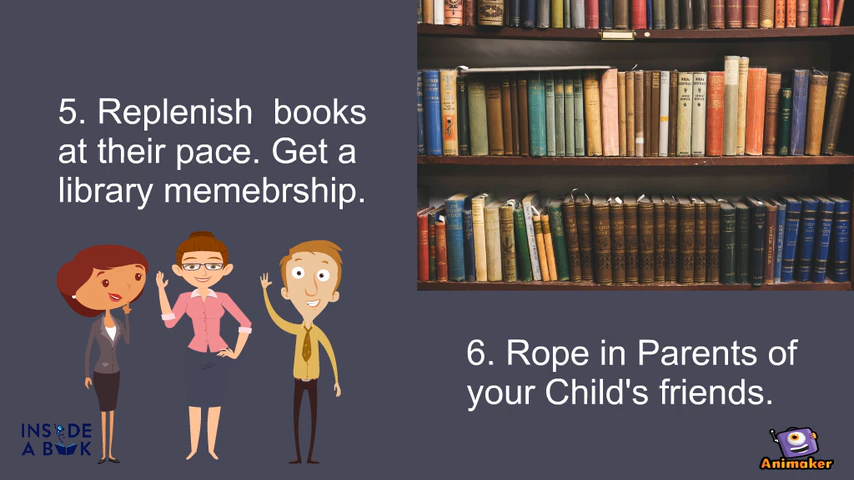 5. Replenish  books
at their pace. Get a
library memebrship.
6. Rope in Parents of
your Child's friends.
INSIDE
A BOOK
Animaker